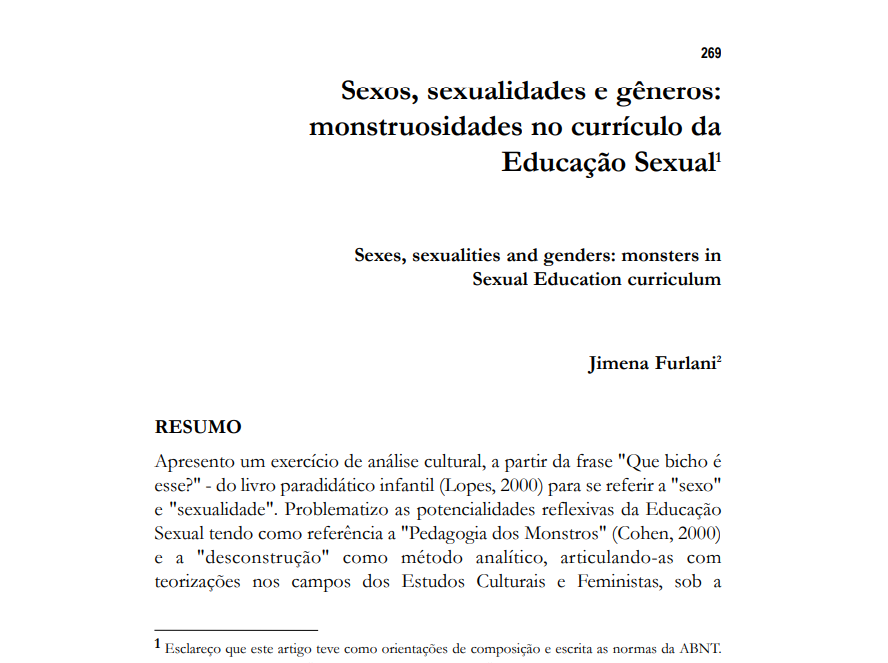 269
Sexos, sexualidades e gêneros:
monstruosidades no currículo da
Educação Sexual¹
Sexes, sexualities and genders: monsters in
Sexual Education curriculum
Jimena Furlani²
RESUMO
Apresento um exercício de análise cultural, a partir da frase "Que bicho é
esse?" - do livro paradidático infantil (Lopes, 2000) para se referir a "sexo"
e "sexualidade". Problematizo as potencialidades reflexivas da Educação
Sexual tendo como referência a "Pedagogia dos Monstros" (Cohen, 2000)
e a "desconstrução" como método analítico, articulando-as com
teorizações nos campos dos Estudos Culturais e Feministas, sob a
1 Esclareço que este artigo teve como orientações de composição e escrita as normas da ABNT.